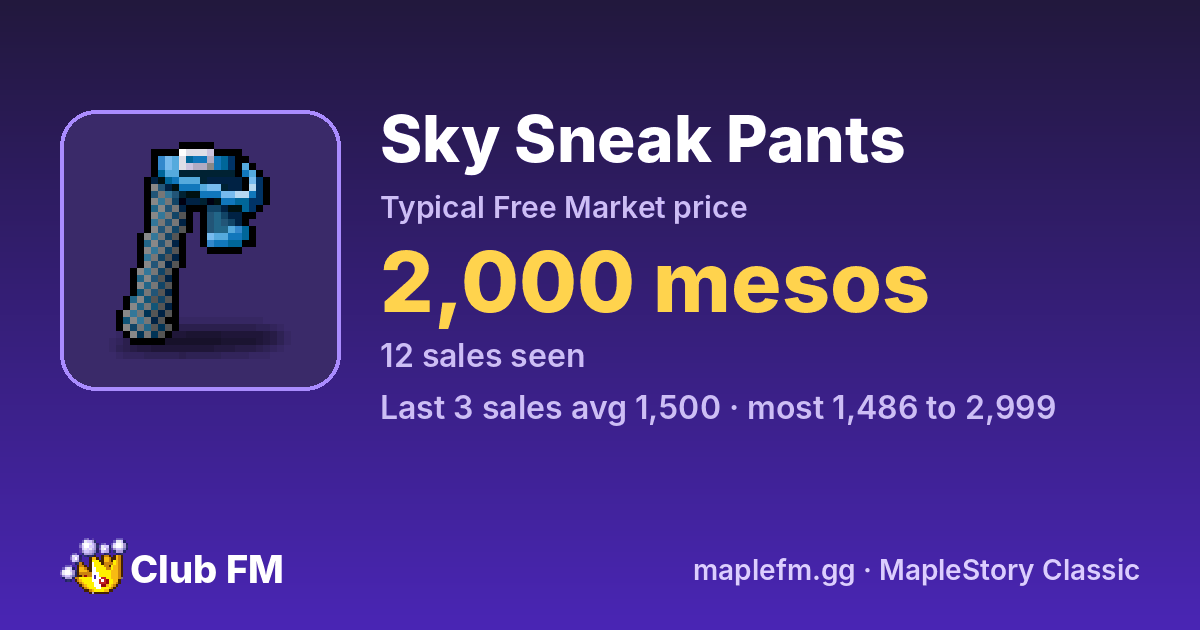 Sky Sneak Pants
Typical Free Market price
2,000 mesos
12 sales seen
Last 3 sales avg 1,500 · most 1,486 to 2,999
Club FM
maplefm.gg · MapleStory Classic